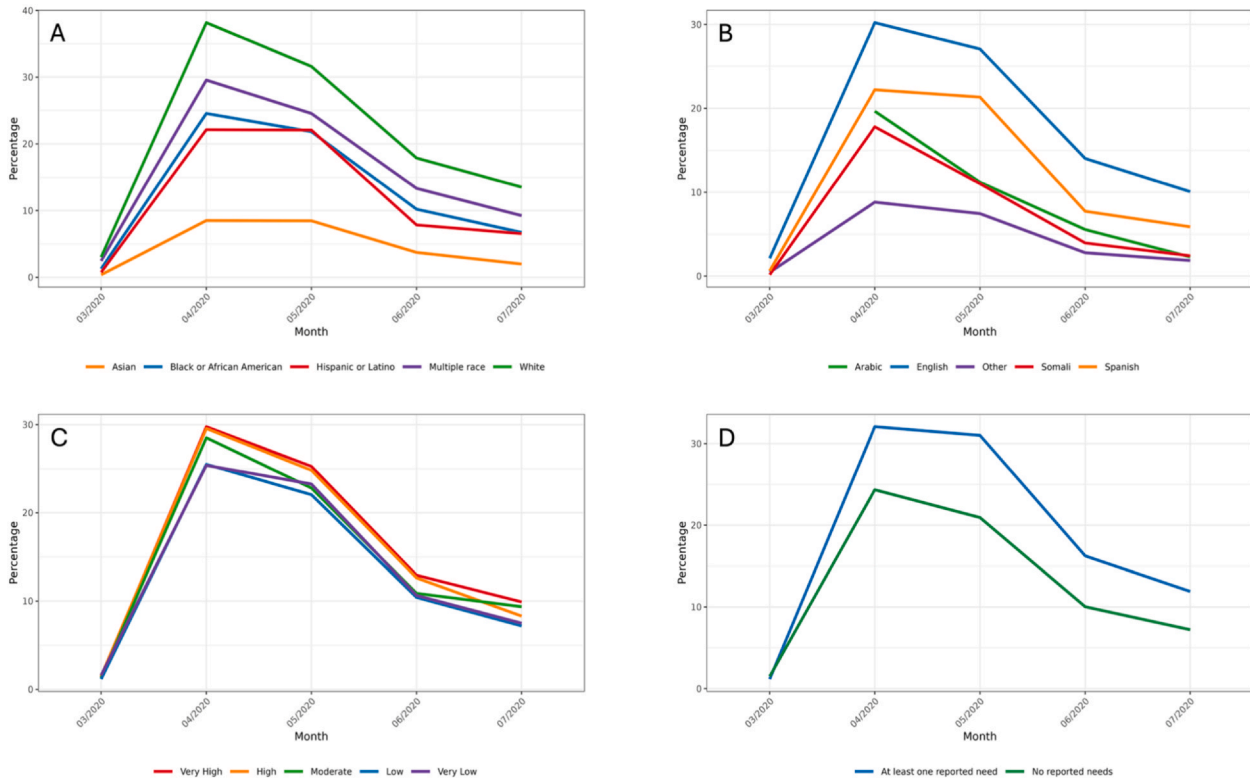 A
40
30
20
10
0
Percentage
03/2020
04/2020
05/2020
06/2020
07/2020
Month
Asian Black or African American Hispanic or Latino Multiple race White
B
30
20
10
0
Percentage
03/2020
04/2020
05/2020
06/2020
07/2020
Month
Arabic English Other Somali Spanish
C
30
20
10
0
Percentage
03/2020
04/2020
05/2020
06/2020
07/2020
Month
Very High High Moderate Low Very Low
D
30
20
10
0
Percentage
03/2020
04/2020
05/2020
06/2020
07/2020
Month
At least one reported need No reported needs